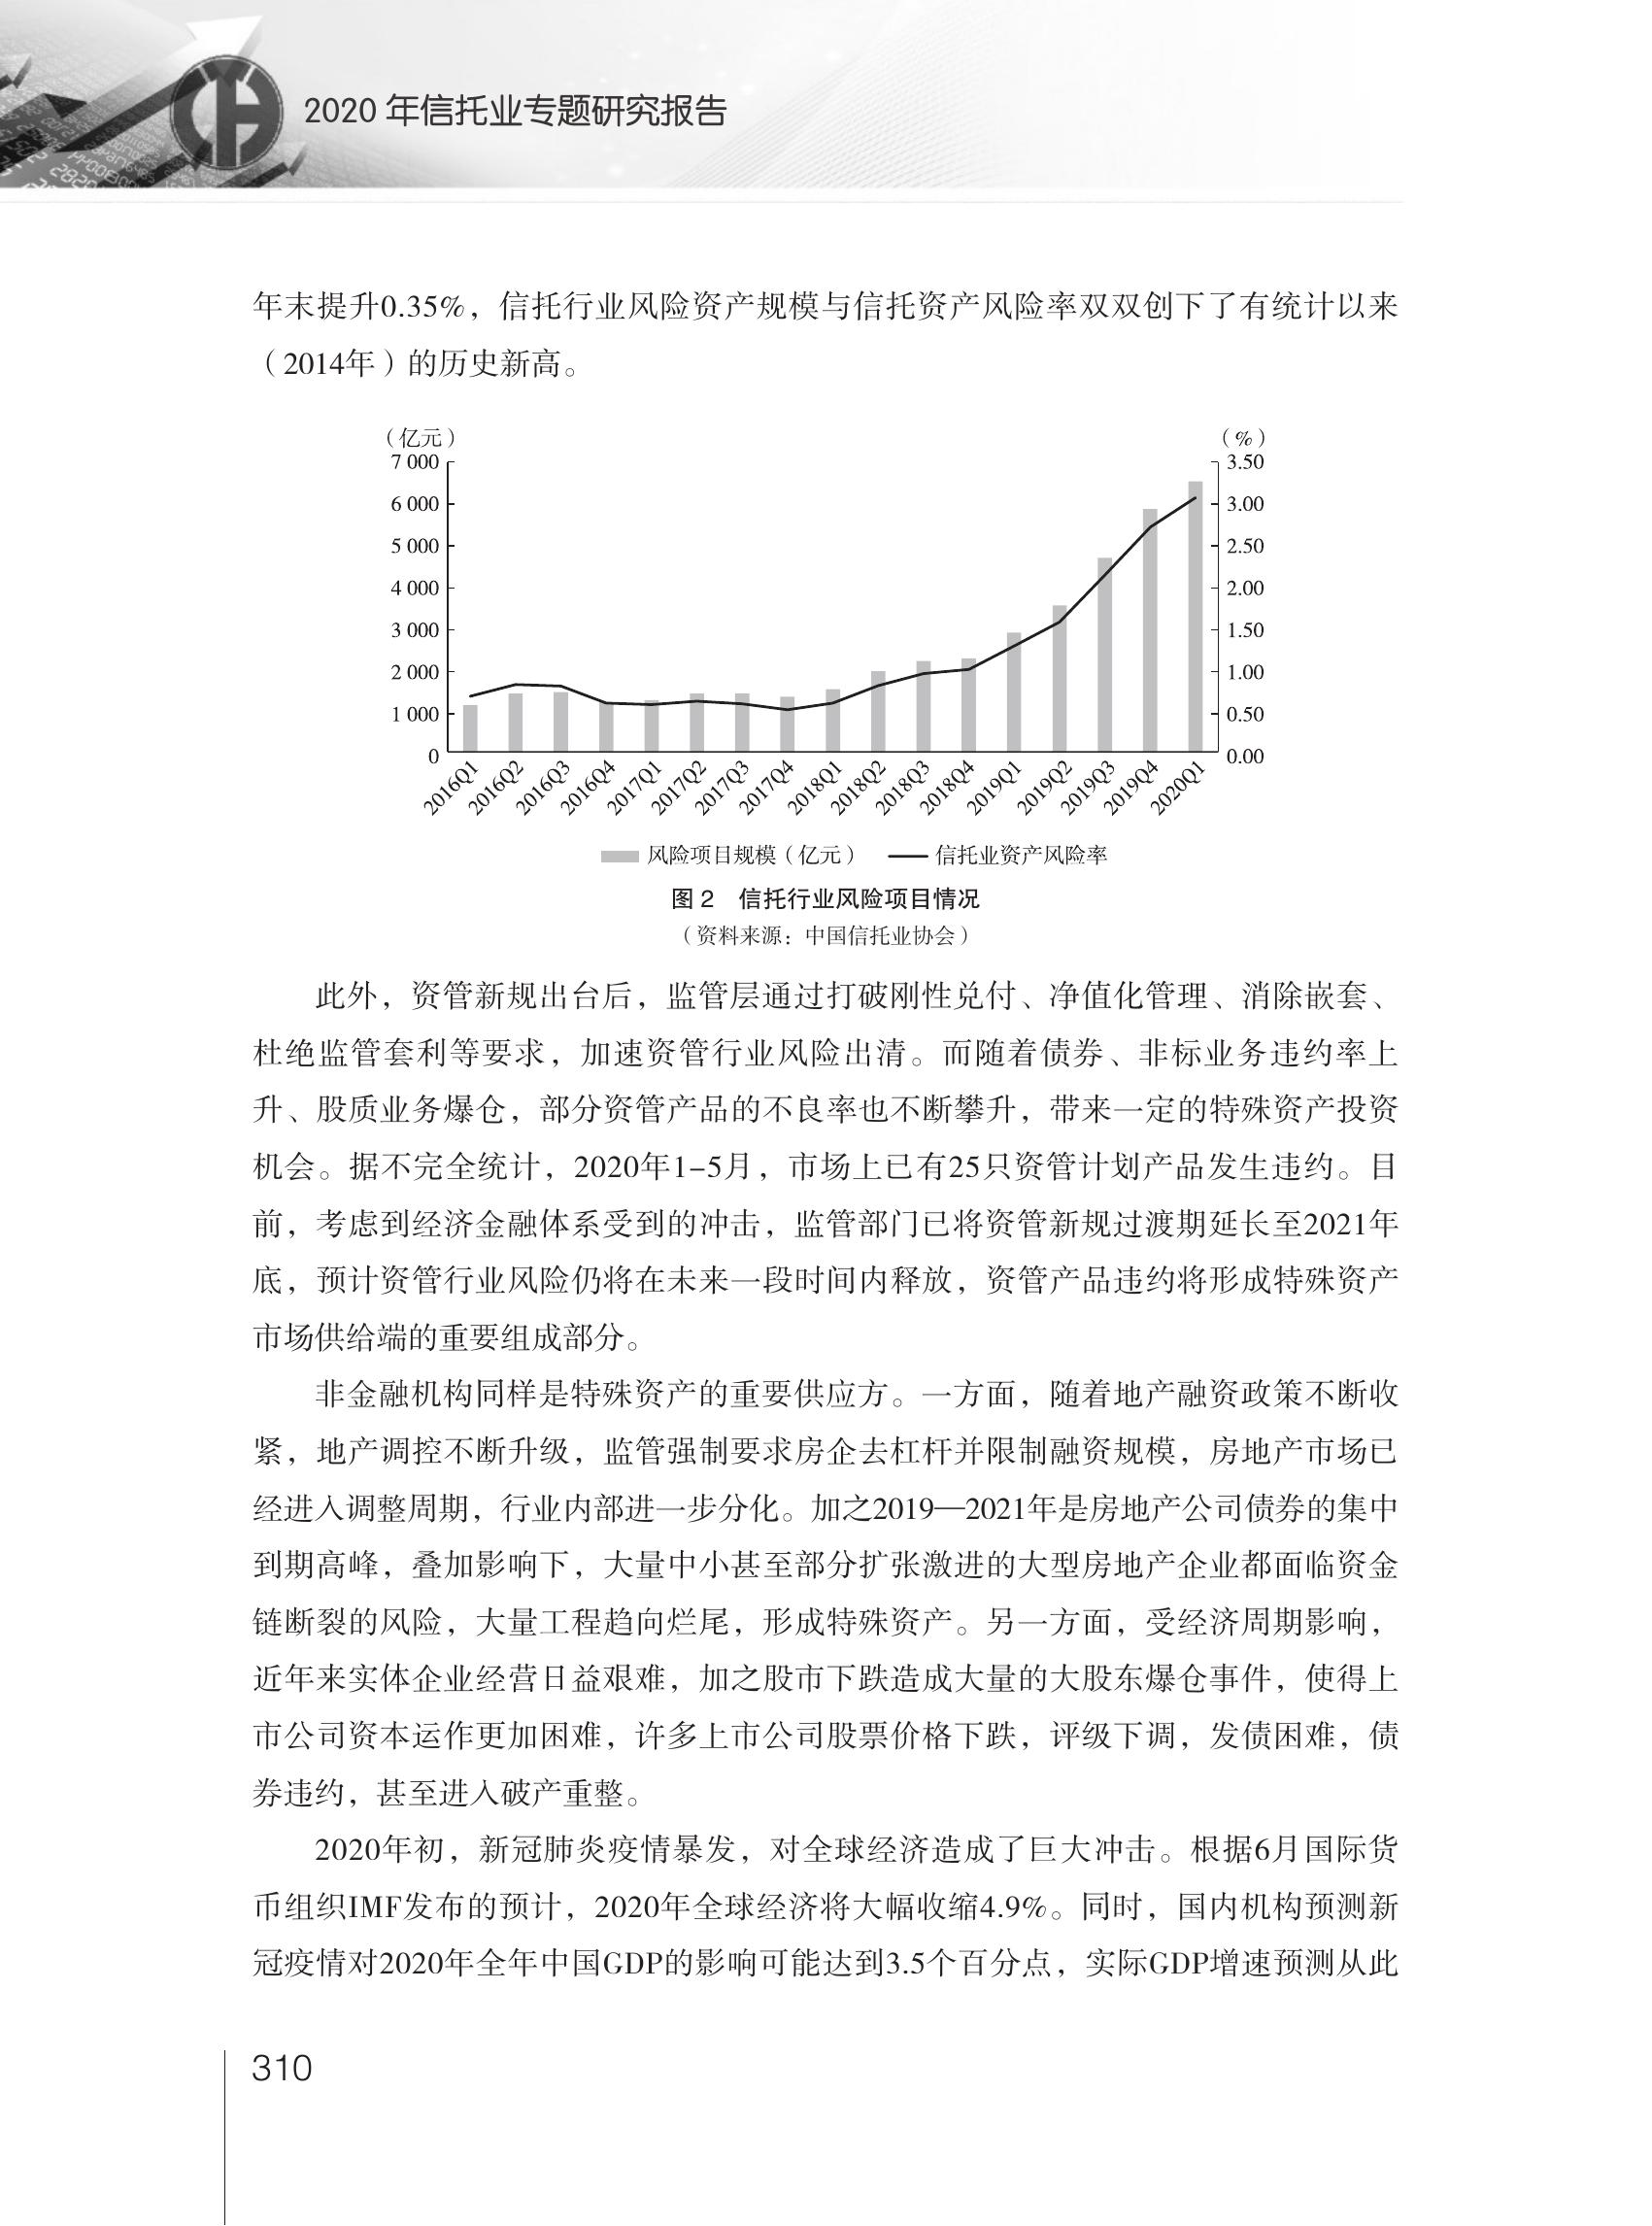 2020 年信托业专题研究报告
年末提升0.35%，信托行业风险资产规模与信托资产风险率双双创下了有统计以来
（2014年）的历史新高。
（亿元） （%）
7 000 3.50
6 000 3.00
5 000 2.50
4 000 2.00
3 000 1.50
2 000 1.00
1 000 0.50
0 0.00
2016Q1 2016Q2 2016Q3 2016Q4 2017Q1 2017Q2 2017Q3 2017Q4 2018Q1 2018Q2 2018Q3 2018Q4 2019Q1 2019Q2 2019Q3 2019Q4 2020Q1
风险项目规模（亿元） 信托业资产风险率
图 2 信托行业风险项目情况
（资料来源：中国信托业协会）
此外，资管新规出台后，监管层通过打破刚性兑付、净值化管理、消除嵌套、
杜绝监管套利等要求，加速资管行业风险出清。而随着债券、非标业务违约率上
升、股质业务爆仓，部分资管产品的不良率也不断攀升，带来一定的特殊资产投资
机会。据不完全统计，2020年1–5月，市场上已有25只资管计划产品发生违约。目
前，考虑到经济金融体系受到的冲击，监管部门已将资管新规过渡期延长至2021年
底，预计资管行业风险仍将在未来一段时间内释放，资管产品违约将形成特殊资产
市场供给端的重要组成部分。
非金融机构同样是特殊资产的重要供应方。一方面，随着地产融资政策不断收
紧，地产调控不断升级，监管强制要求房企去杠杆并限制融资规模，房地产市场已
经进入调整周期，行业内部进一步分化。加之2019—2021年是房地产公司债券的集中
到期高峰，叠加影响下，大量中小甚至部分扩张激进的大型房地产企业都面临资金
链断裂的风险，大量工程趋向烂尾，形成特殊资产。另一方面，受经济周期影响，
近年来实体企业经营日益艰难，加之股市下跌造成大量的大股东爆仓事件，使得上
市公司资本运作更加困难，许多上市公司股票价格下跌，评级下调，发债困难，债
券违约，甚至进入破产重整。
2020年初，新冠肺炎疫情暴发，对全球经济造成了巨大冲击。根据6月国际货
币组织IMF发布的预计，2020年全球经济将大幅收缩4.9%。同时，国内机构预测新
冠疫情对2020年全年中国GDP的影响可能达到3.5个百分点，实际GDP增速预测从此
310